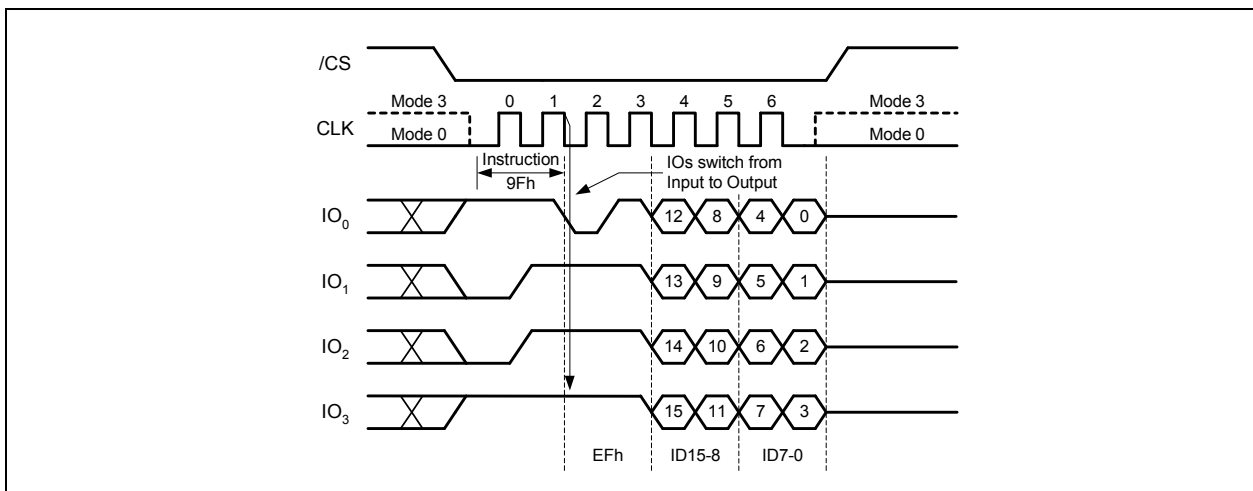 /CS
0 1 2 3 4 5 6
Mode 3 Mode 3
CLK
Mode 0 Mode 0
Instruction
9Fh
IOs switch from
Input to Output
IO0 12 8 4 0
IO1 13 9 5 1
IO2 14 10 6 2
IO3 15 11 7 3
EFh ID15-8 ID7-0